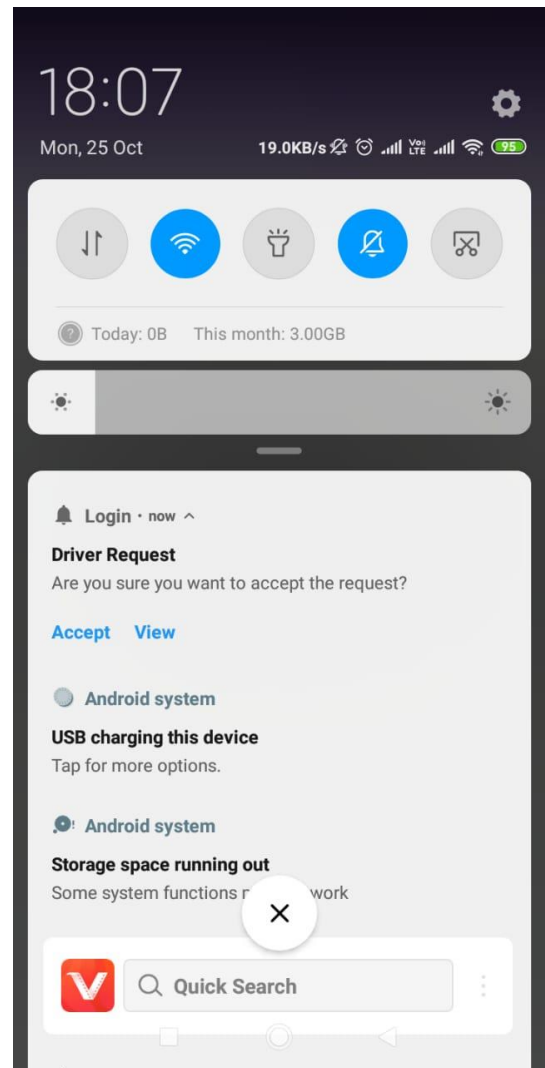 18:07
Mon, 25 Oct 19.0KB/s Vo) LTE 95
Today: 0B This month: 3.00GB
Login · now
Driver Request
Are you sure you want to accept the request?
Accept View
Android system
USB charging this device
Tap for more options.
Android system
Storage space running out
Some system functions work
Quick Search